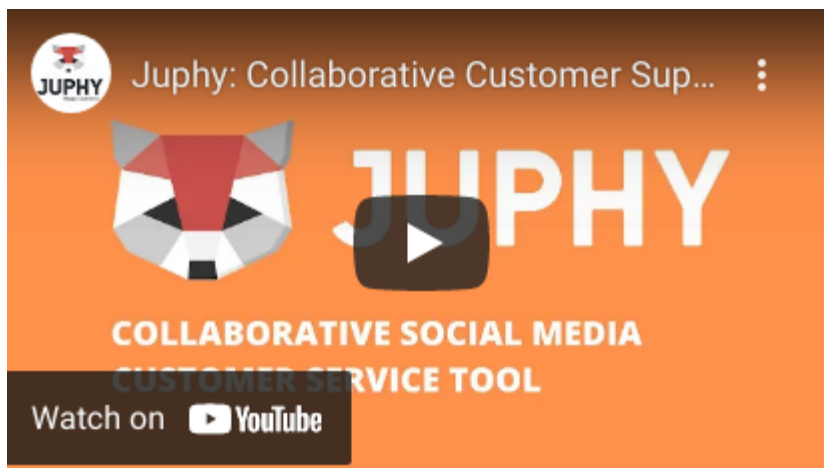 JUPHY
Juphy: Collaborative Customer Sup...
JUPHY
COLLABORATIVE SOCIAL MEDIA
CUSTOMER SERVICE TOOL
Watch on YouTube